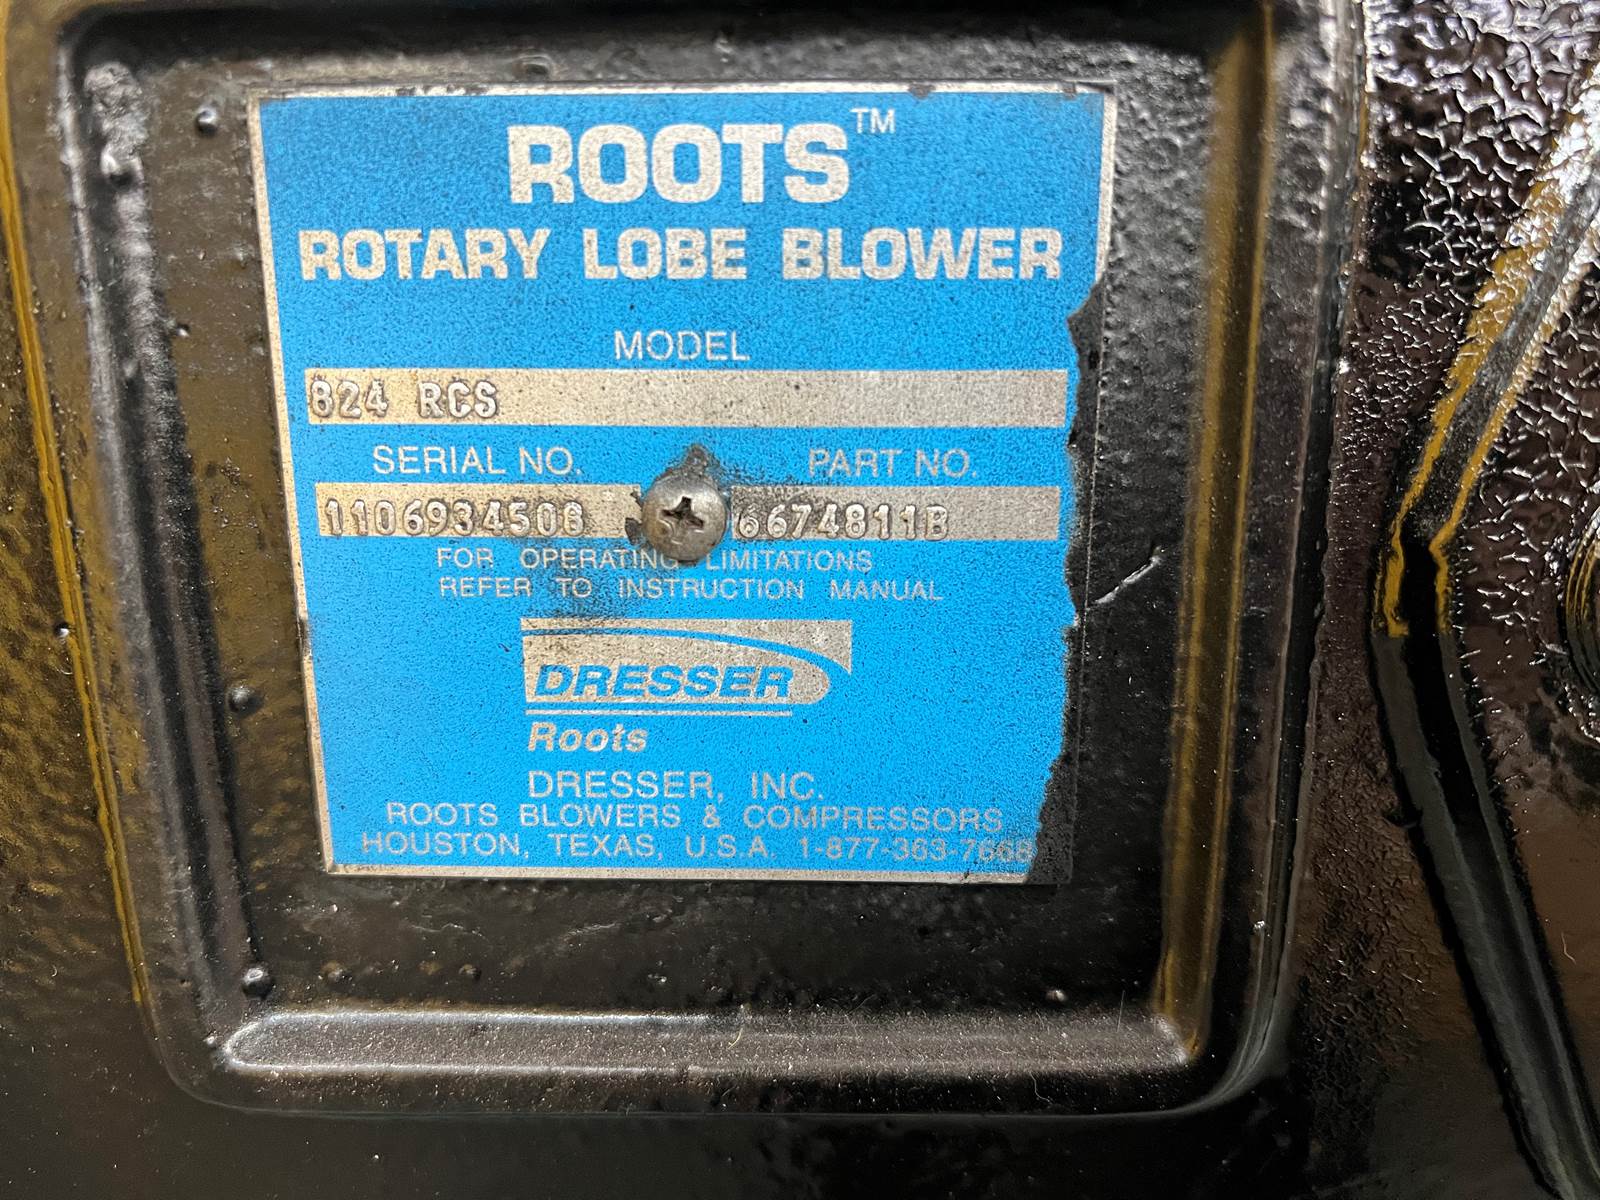 ROOTS™
ROTARY LOBE BLOWER
MODEL
824 RCS
SERIAL NO. PART NO.
1106934508 6674811B
FOR OPERATING LIMITATIONS
REFER TO INSTRUCTION MANUAL
DRESSER
Roots
DRESSER, INC.
ROOTS BLOWERS & COMPRESSORS
HOUSTON, TEXAS, U.S.A. 1-877-363-7668